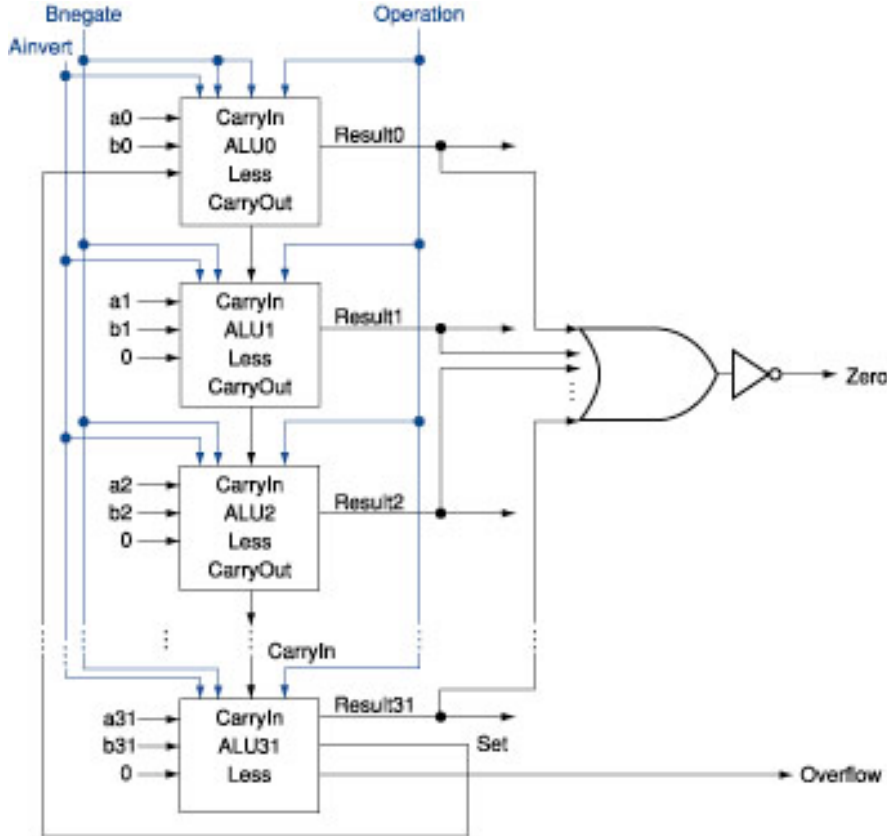 Bnegate Operation
Ainvert
a0 CarryIn
b0 ALU0 Result0
Less
CarryOut
a1 CarryIn
b1 ALU1 Result1
0 Less
CarryOut
Zero
a2 CarryIn
b2 ALU2 Result2
0 Less
CarryOut
CarryIn
a31 CarryIn Result31
b31 ALU31 Set
0 Less Overflow